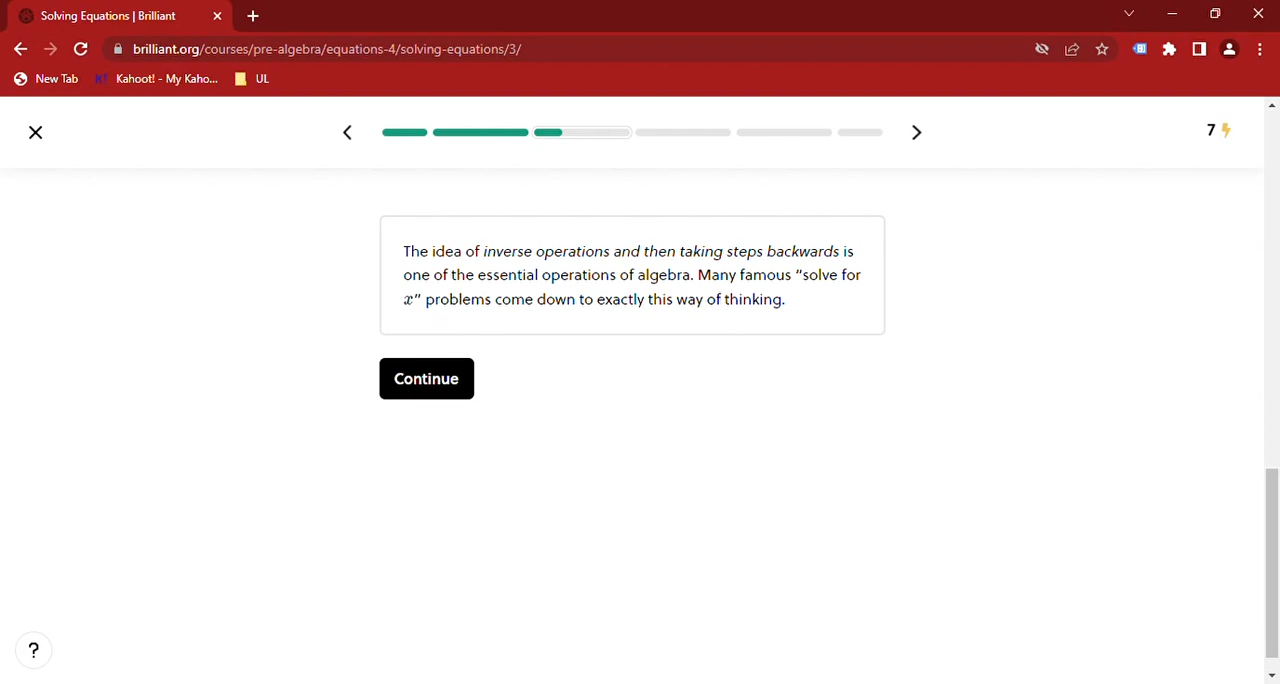 Solving Equations | Brilliant
brilliant.org/courses/pre-algebra/equations-4/solving-equations/3/
New Tab K! Kahoot! - My Kaho... UL
7
The idea of inverse operations and then taking steps backwards is
one of the essential operations of algebra. Many famous "solve for
x" problems come down to exactly this way of thinking.
Continue
?